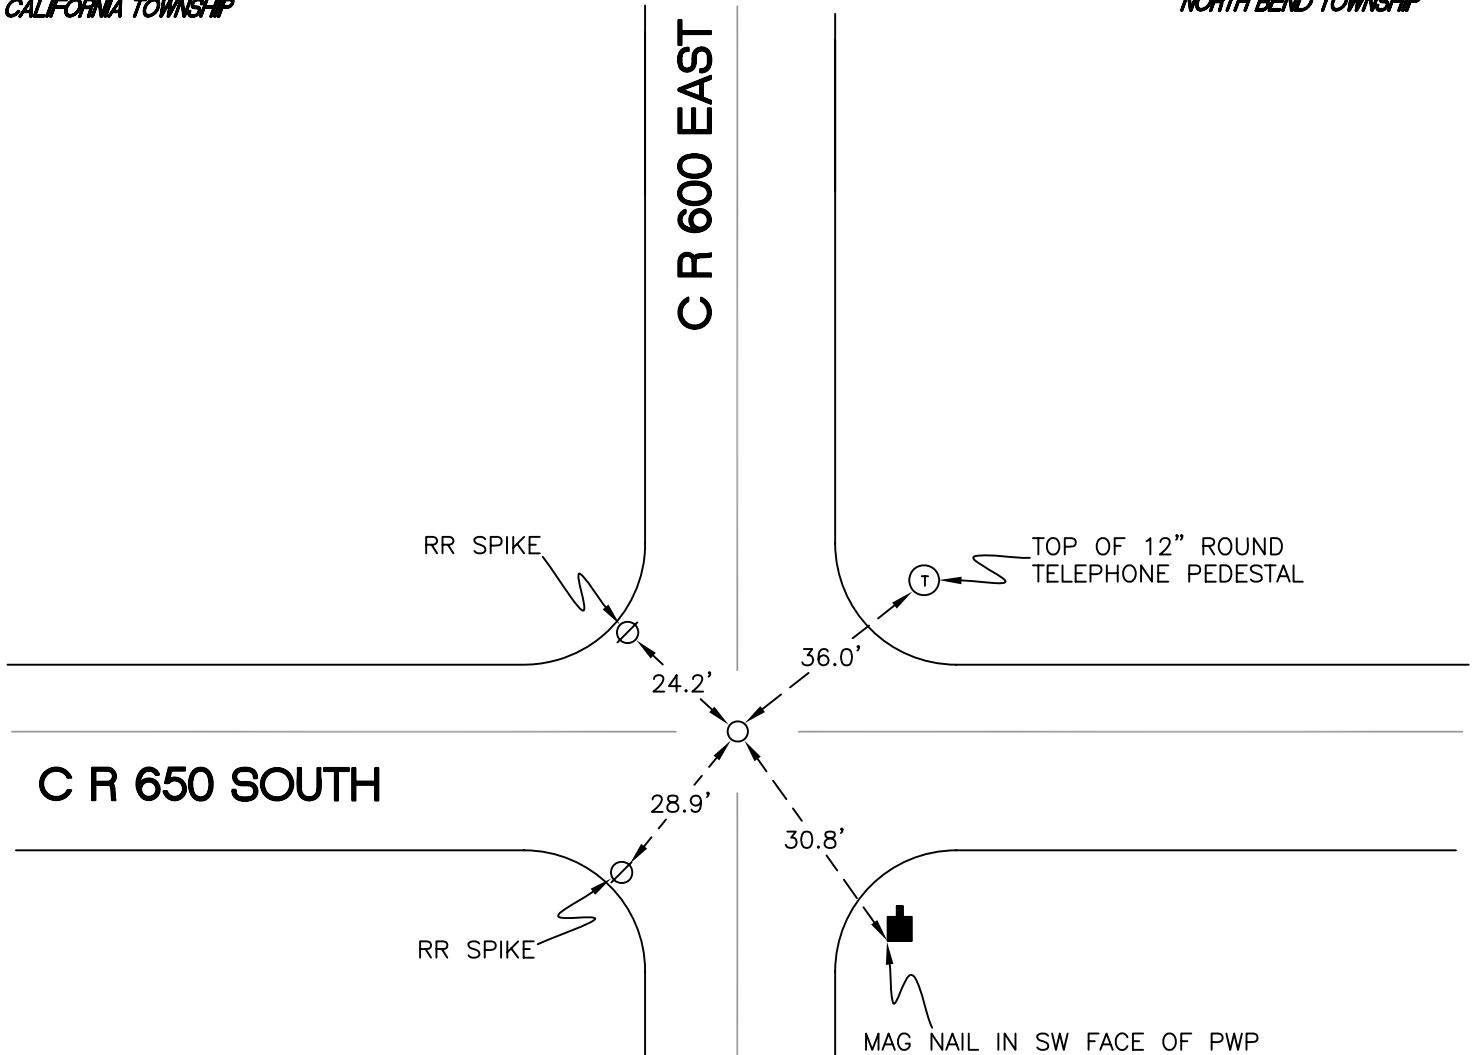 CALIFORNIA TOWNSHIP
NORTH BEND TOWNSHIP
C R 600 EAST
RR SPIKE
TOP OF 12” ROUND
TELEPHONE PEDESTAL
T
36.0’
24.2’
C R 650 SOUTH
28.9’
30.8’
RR SPIKE
MAG NAIL IN SW FACE OF PWP